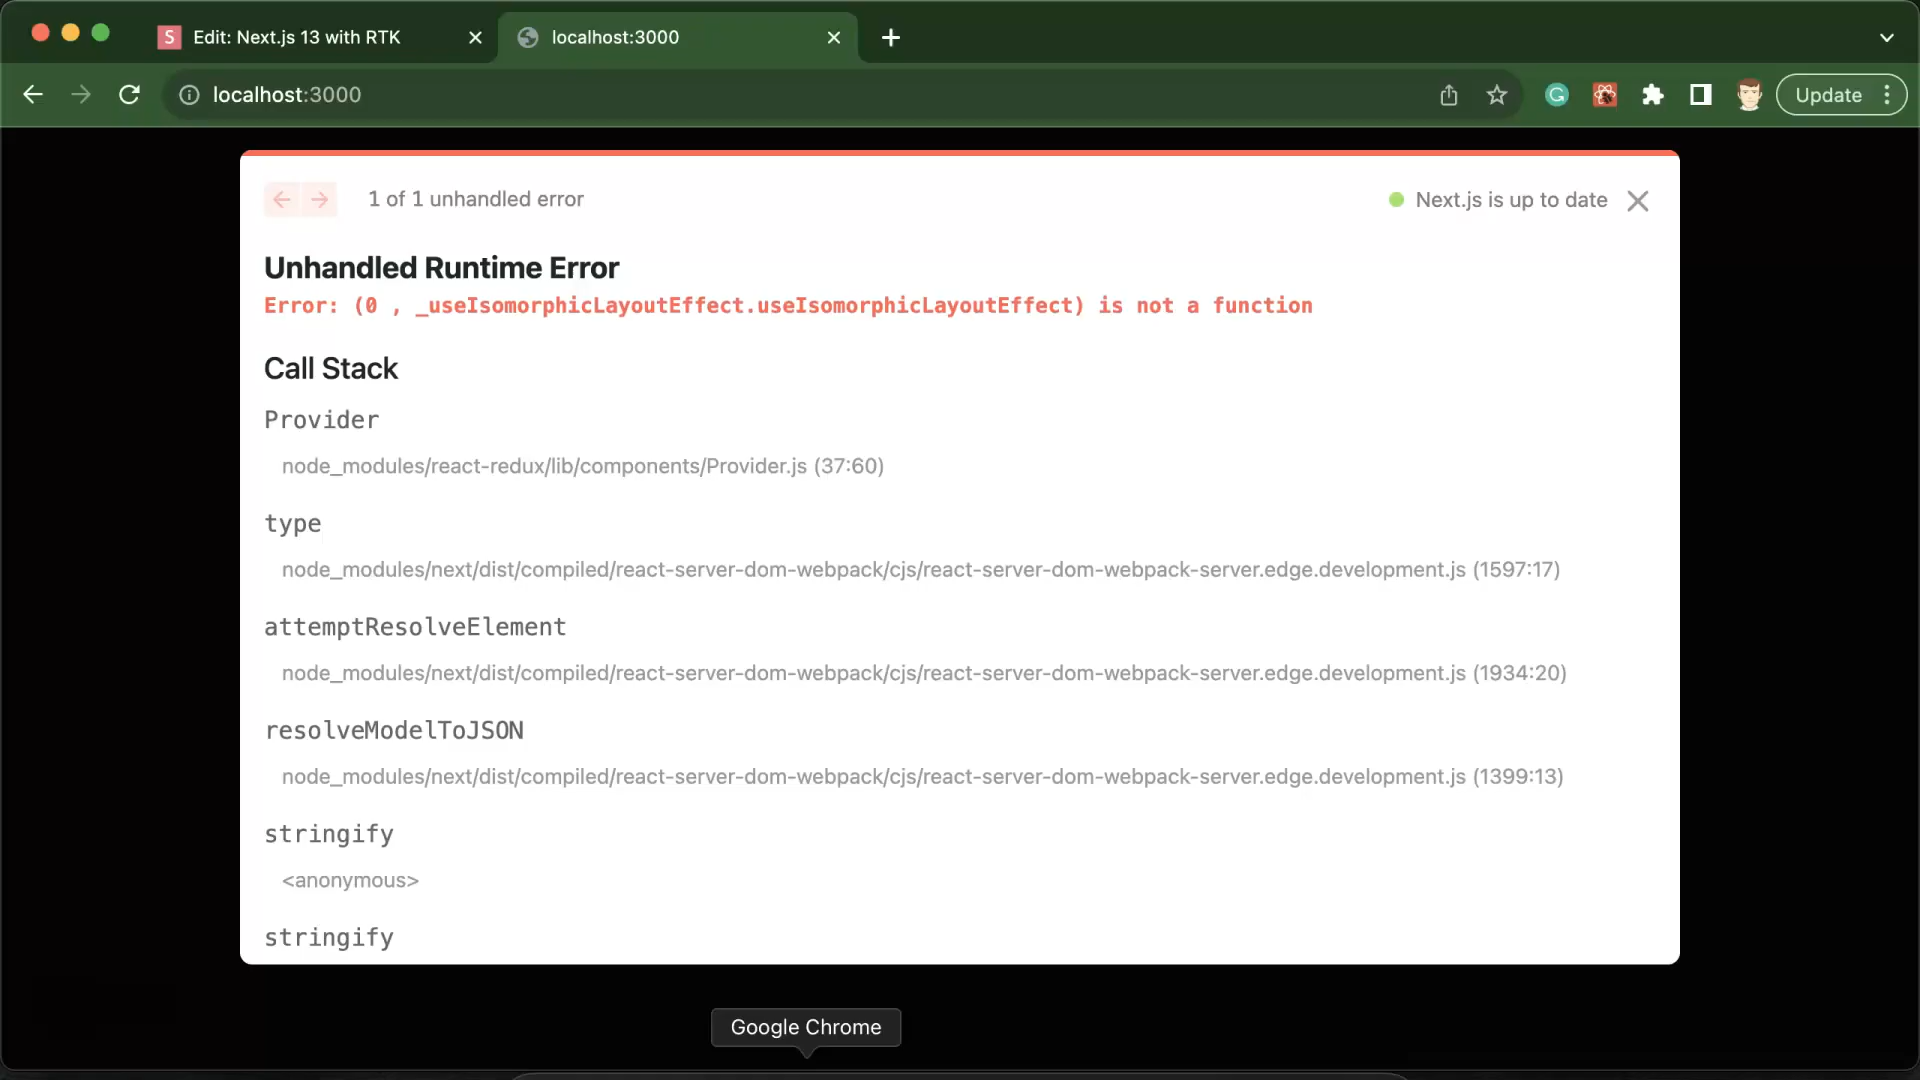 S Edit: Next.js 13 with RTK
localhost:3000
localhost:3000
G
Update
1 of 1 unhandled error
Next.js is up to date
Unhandled Runtime Error
Error: (0 , _useIsomorphicLayoutEffect.useIsomorphicLayoutEffect) is not a function
Call Stack
Provider
node_modules/react-redux/lib/components/Provider.js (37:60)
type
node_modules/next/dist/compiled/react-server-dom-webpack/cjs/react-server-dom-webpack-server.edge.development.js (1597:17)
attemptResolveElement
node_modules/next/dist/compiled/react-server-dom-webpack/cjs/react-server-dom-webpack-server.edge.development.js (1934:20)
resolveModelToJSON
node_modules/next/dist/compiled/react-server-dom-webpack/cjs/react-server-dom-webpack-server.edge.development.js (1399:13)
stringify
<anonymous>
stringify
Google Chrome